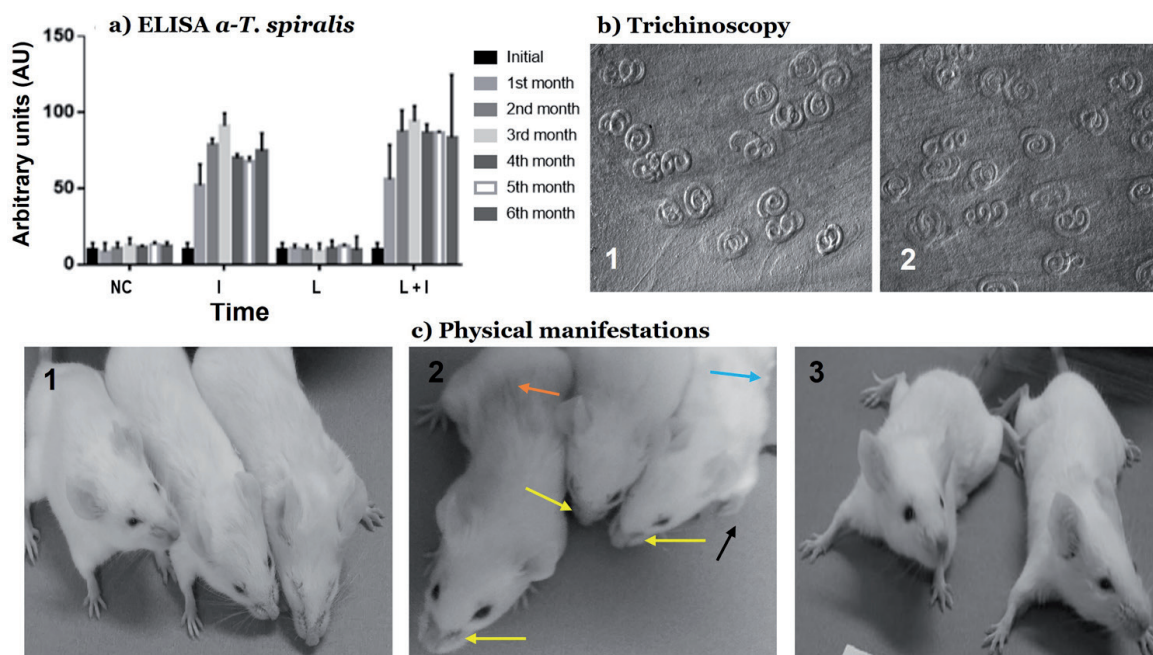 a) ELISA a-T. spiralis
150
100
50
0
Arbitrary units (AU)
NC
I
L
L + I
Time
Initial
1st month
2nd month
3rd month
4th month
5th month
6th month
b) Trichinoscopy
1
2
c) Physical manifestations
1
2
3